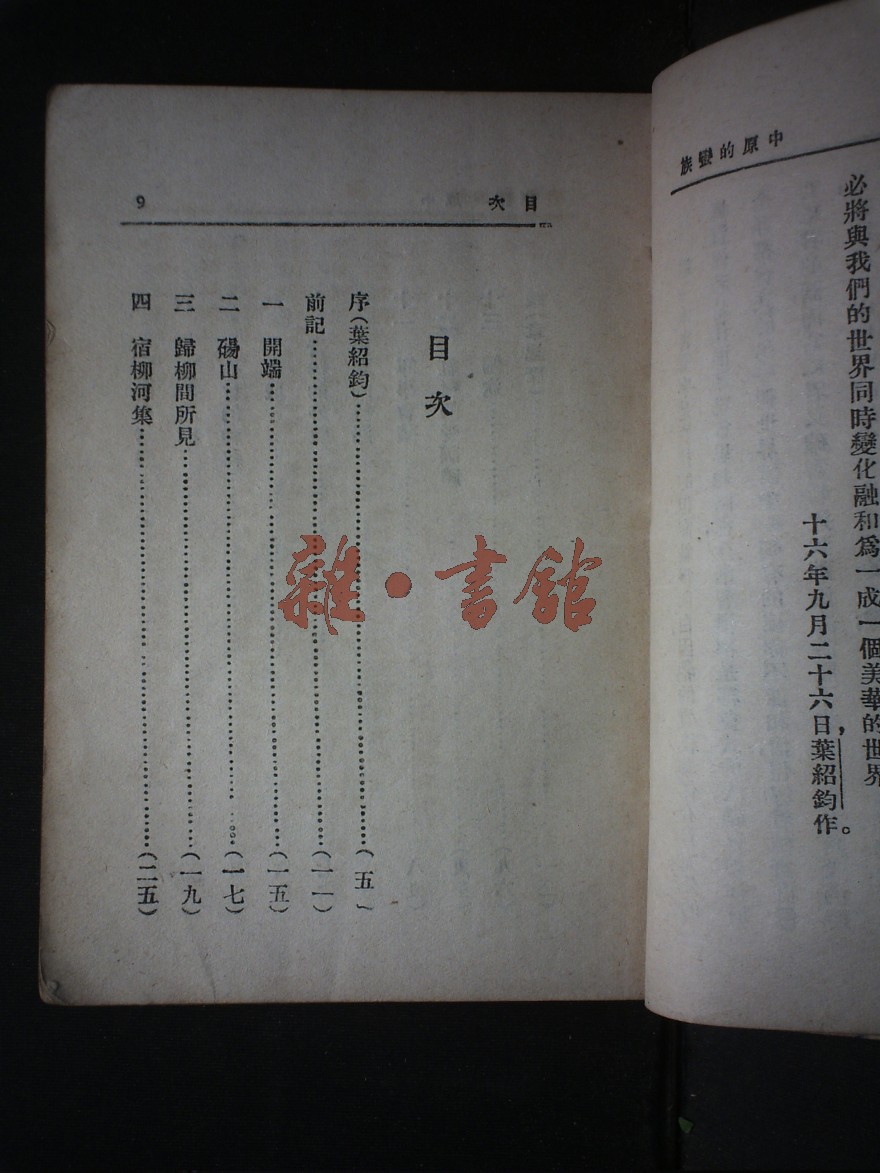 中原的蠻族
必將與我們的世界同時變化融和爲一成一個美華的世界
十六年九月二十六日,葉紹鈞作。
目次
9
目次
序(葉紹鈞)……(五)
前記……(一一)
一 開端……(一五)
二 碭山……(一七)
三 歸柳間所見……(一九)
四 宿柳河集……(二五)
雜·書館